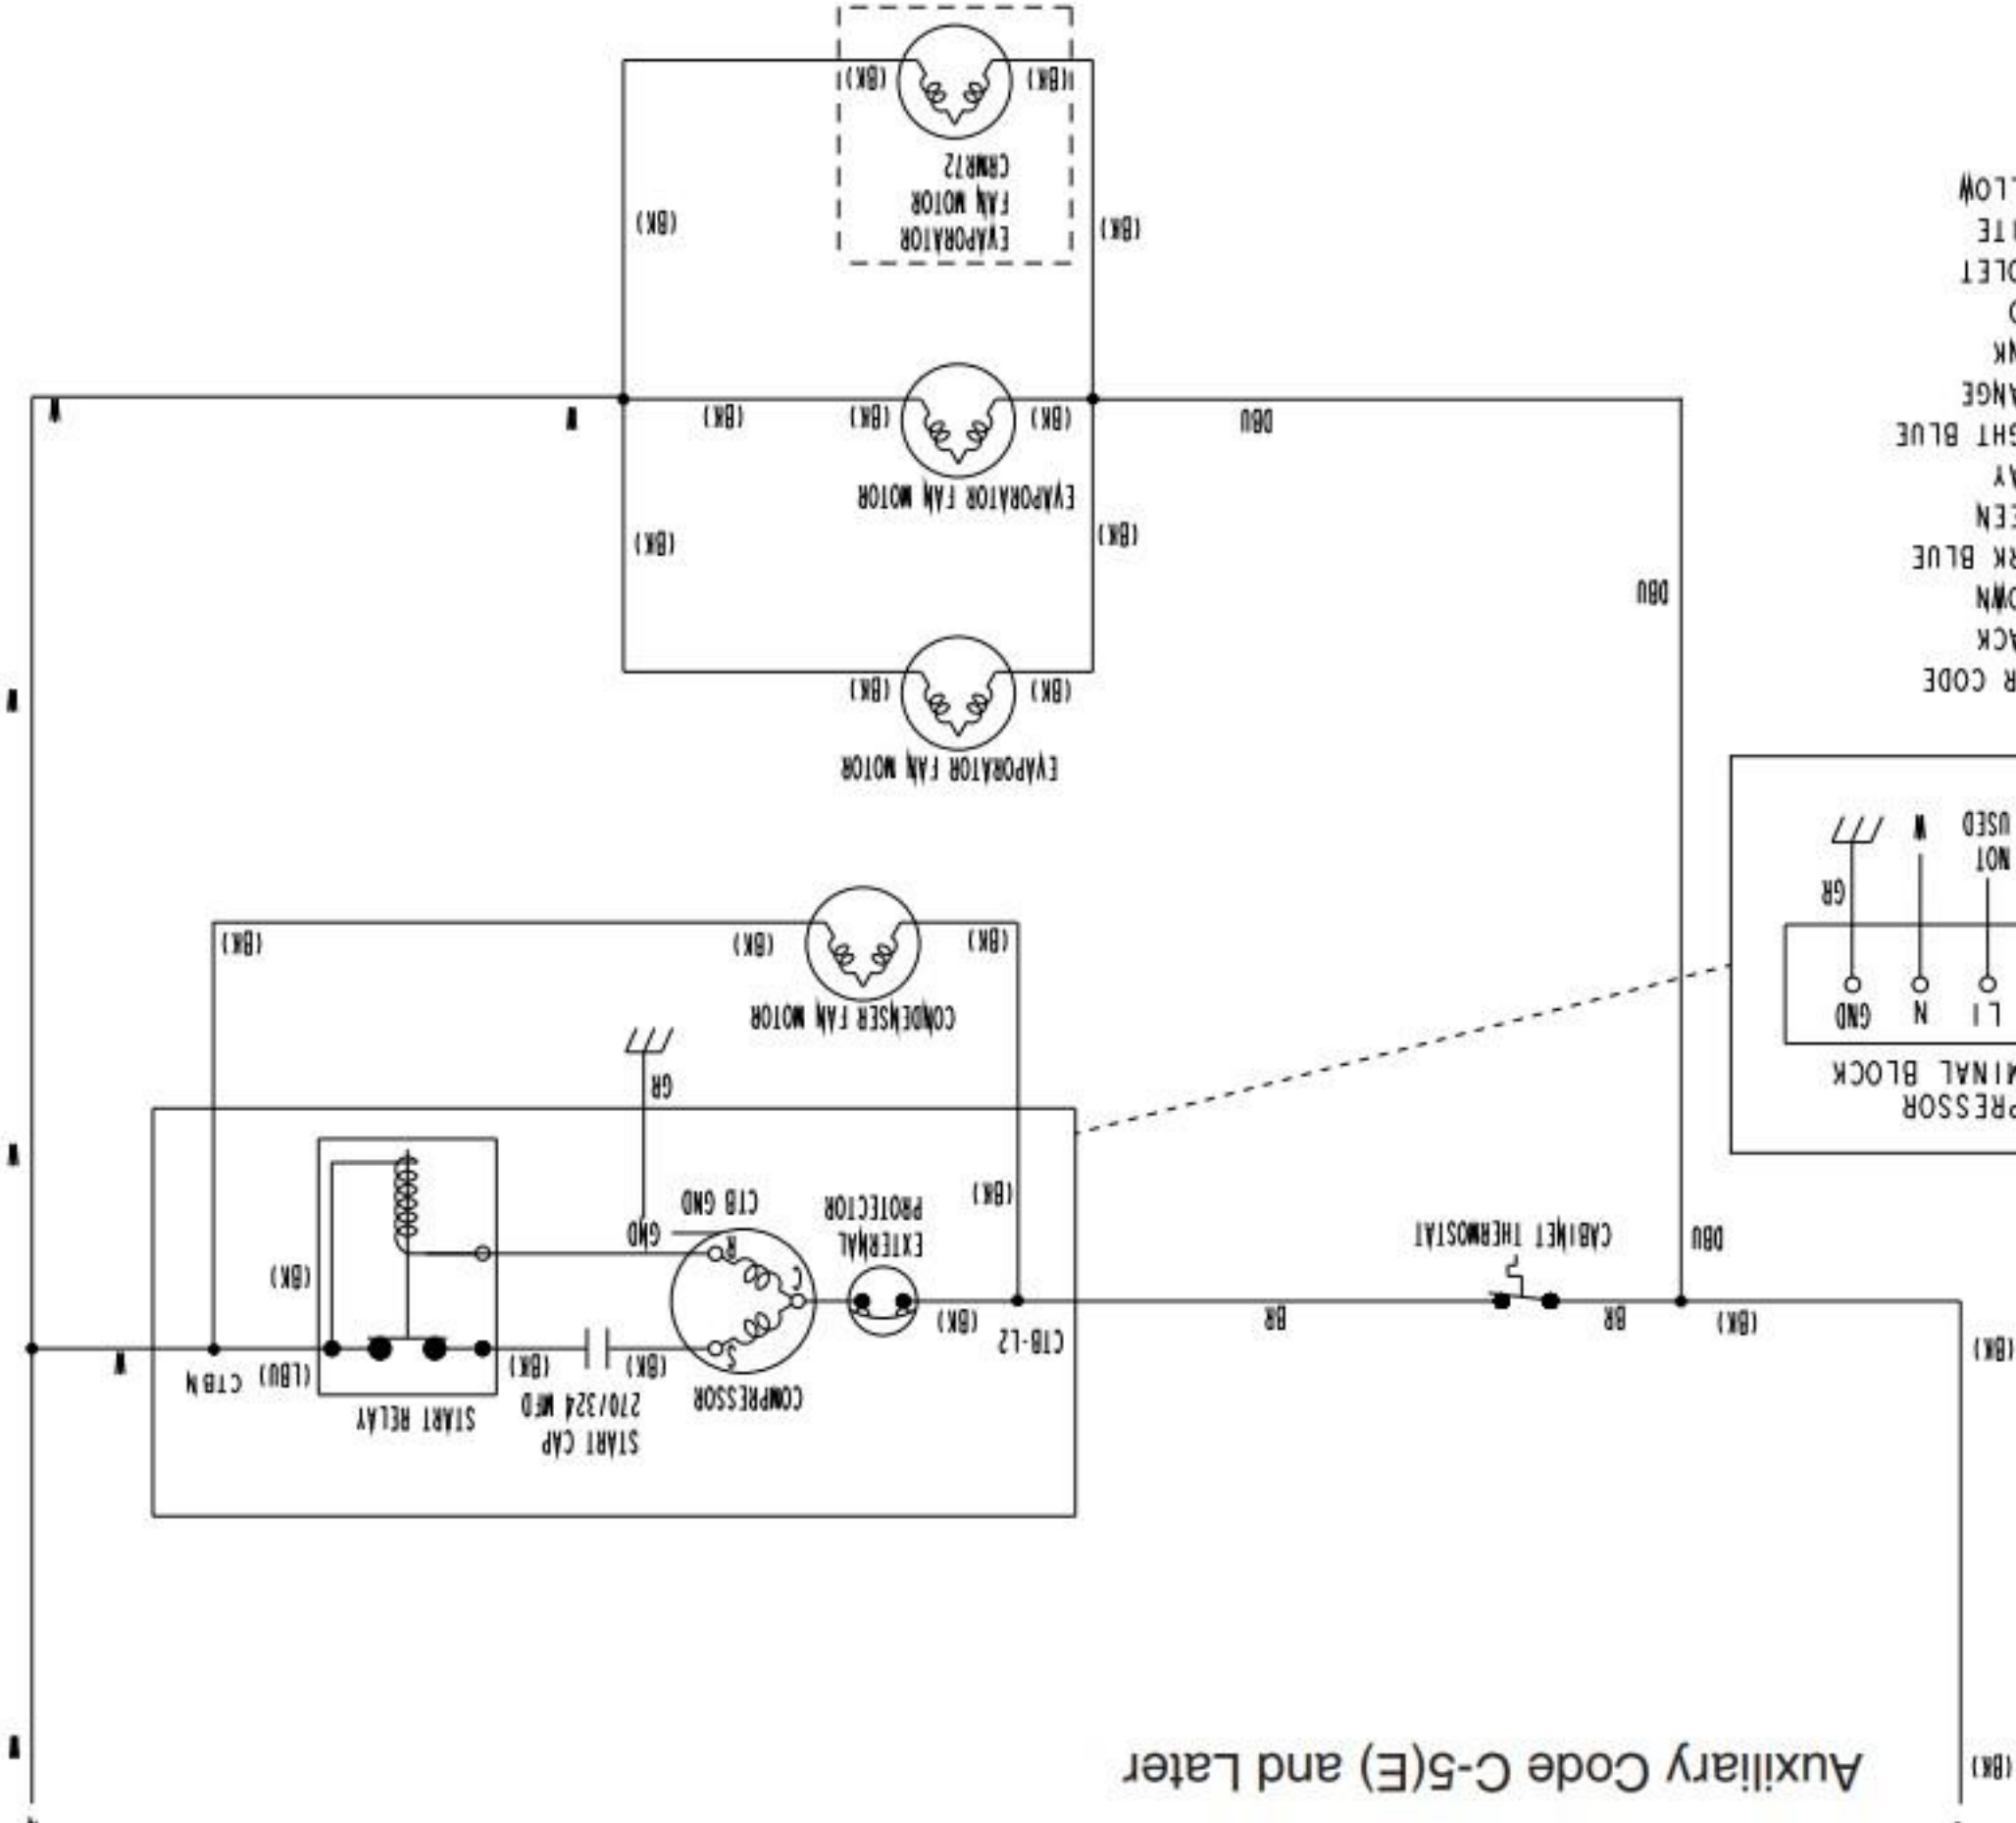 Auxiliary Code C-5(E) and Later
(BK)
W
START CAP
270/324 MFD
START RELAY
COMPRESSOR
(BK)
(BK)
BR
BR
CTB-L2
(BK)
S
(BK)
(BK)
(LBU)
CTBN
W
C
R
DBU
CABINET THERMOSTAT
EXTERNAL
PROTECTOR
GND
CTB GND
(BK)
(BK)
W
PRESSOR
MINAL BLOCK
L1
N
GND
GR
CONDENSER FAN MOTOR
(BK)
(BK)
(BK)
NOT
USED
W
GR
EVAPORATOR FAN MOTOR
(BK)
(BK)
W
R CODE
ACK
OWN
RK BLUE
EEN
AY
GHT BLUE
ANGE
NK
D
OLET
ITE
LLOW
DBU
(BK)
(BK)
EVAPORATOR FAN MOTOR
DBU
(BK)
(BK)
(BK)
W
W
EVAPORATOR
FAN MOTOR
CRMR72
(BK)
(BK)
(BK)
(BK)